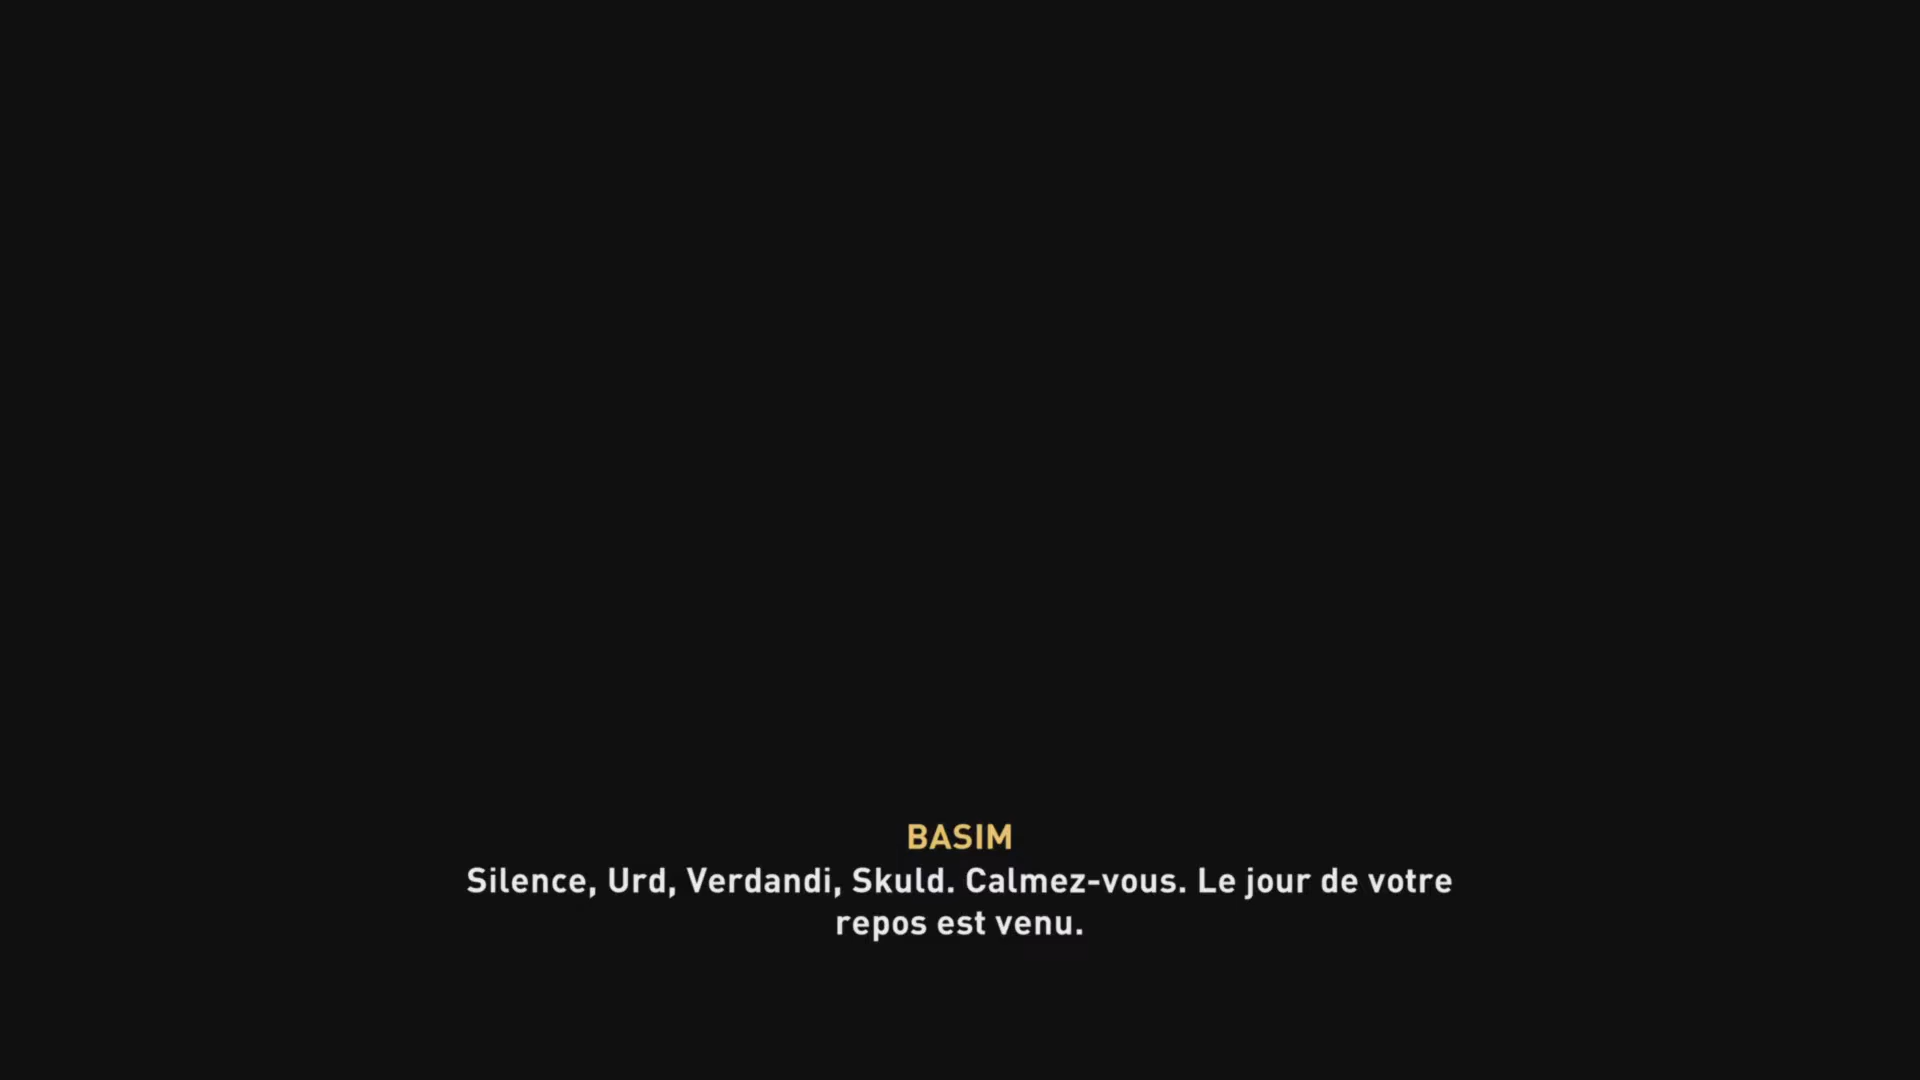 BASIM
Silence, Urd, Verdandi, Skuld. Calmez-vous. Le jour de votre
repos est venu.